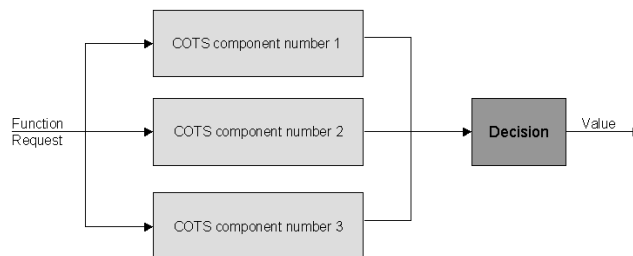 COTS component number 1
Function
Request
COTS component number 2
Decision
Value
COTS component number 3